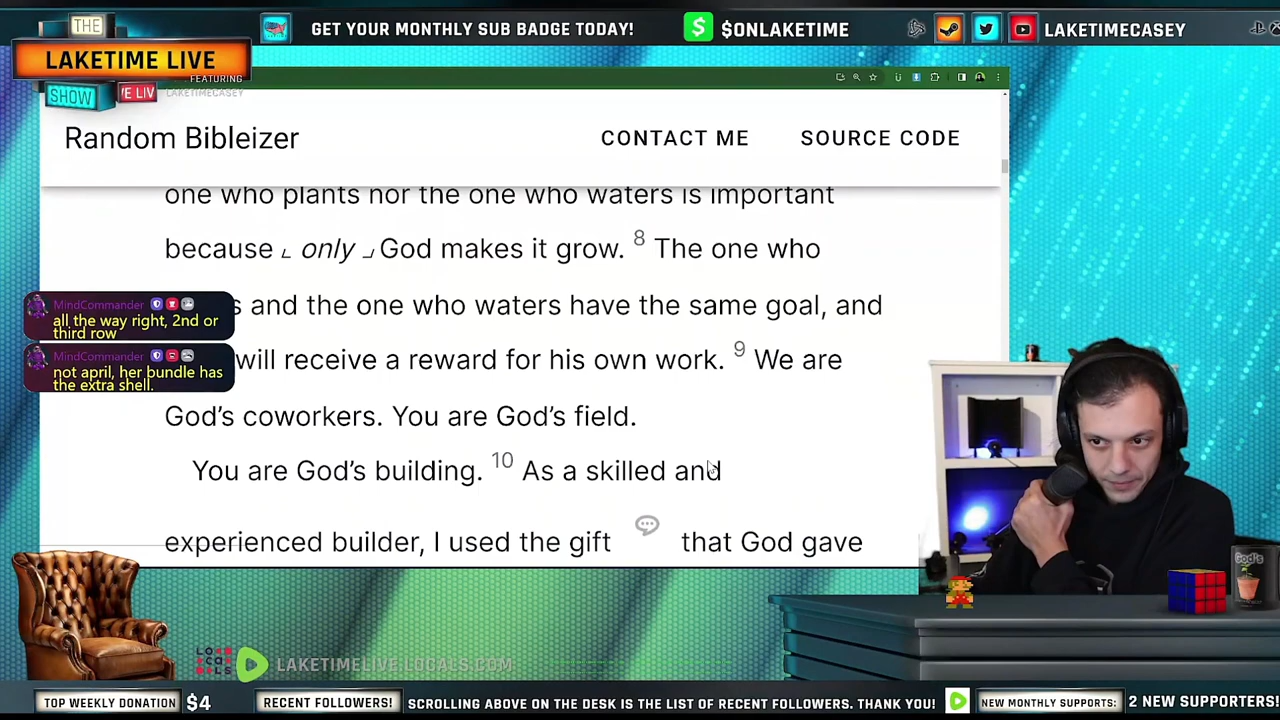 THE
LAKETIME LIVE
FEATURING
SHOW
E LIV
LAKETIMECASEY
GET YOUR MONTHLY SUB BADGE TODAY!
$ONLAKETIME
LAKETIMECASEY
Random Bibleizer
CONTACT ME
SOURCE CODE
one who plants nor the one who waters is important
because ⌞ only ⌟ God makes it grow. 8 The one who
s and the one who waters have the same goal, and
will receive a reward for his own work. 9 We are
God’s coworkers. You are God’s field.
You are God’s building. 10 As a skilled and
experienced builder, I used the gift that God gave
MindCommander
all the way right, 2nd or
third row
MindCommander
not april, her bundle has
the extra shell.
God's
LAKETIMELIVE.LOCALS.COM
TOP WEEKLY DONATION
$4
RECENT FOLLOWERS!
SCROLLING ABOVE ON THE DESK IS THE LIST OF RECENT FOLLOWERS. THANK YOU!
NEW MONTHLY SUPPORTS:
2 NEW SUPPORTERS!